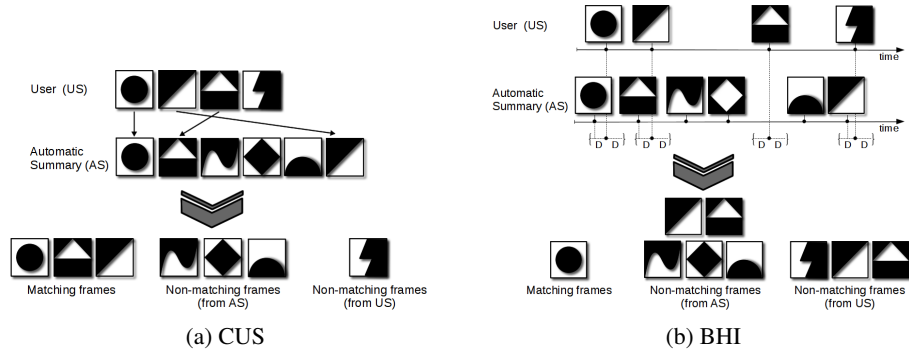 User (US)
Automatic
Summary (AS)
Matching frames
Non-matching frames
(from AS)
Non-matching frames
(from US)
(a) CUS
User (US)
time
Automatic
Summary (AS)
time
{ D D } { D D } { D D } { D D }
Matching frames
Non-matching frames
(from AS)
Non-matching frames
(from US)
(b) BHI